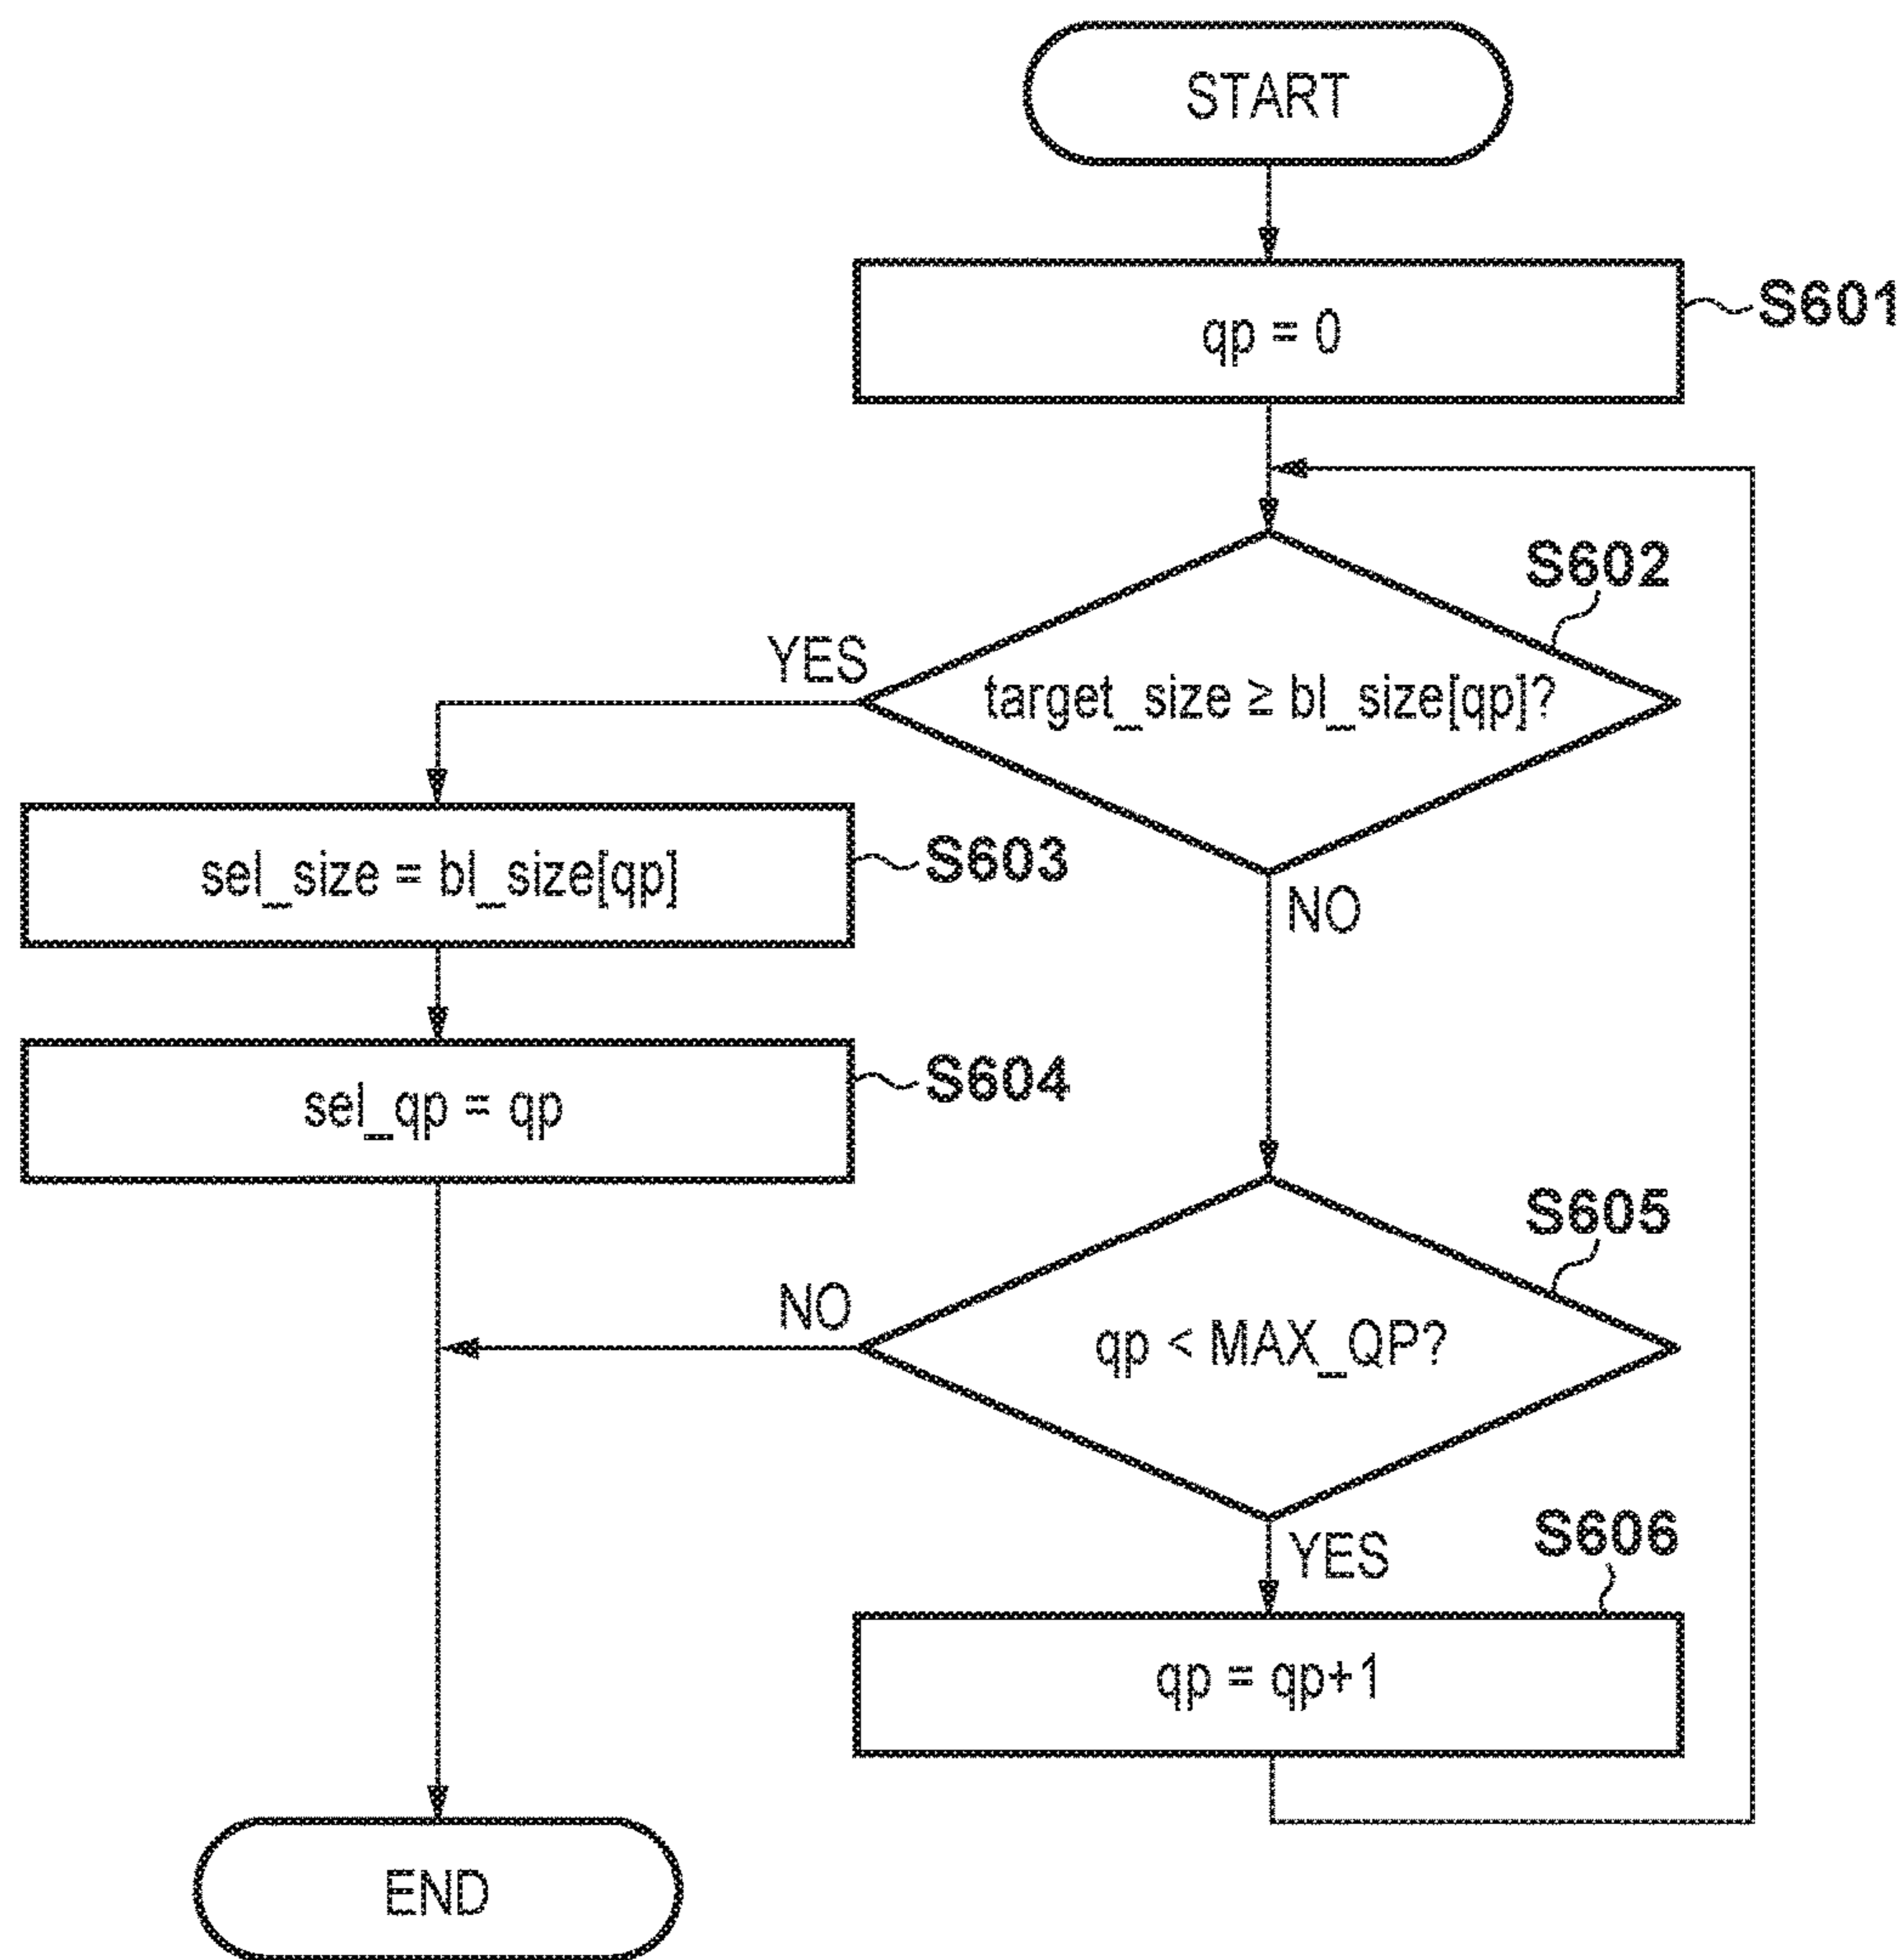 START
qp = 0
S601
S602
YES
target_size ≥ bl_size[qp]?
sel_size = bl_size[qp]
S603
NO
sel_qp = qp
S604
S605
NO
qp < MAX_QP?
YES
S606
qp = qp+1
END